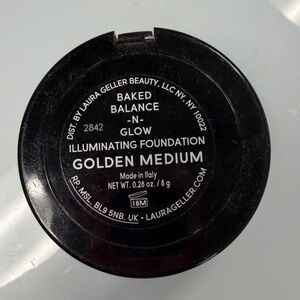 DIST. BY LAURA GELLER BEAUTY, LLC NY, NY 10022
BAKED
BALANCE
-N-
GLOW
2842
ILLUMINATING FOUNDATION
GOLDEN MEDIUM
Made in Italy
NET WT. 0.28 oz. / 8 g
18M
RP. MSL, BL9 5NB. UK • LAURAGELLER.COM